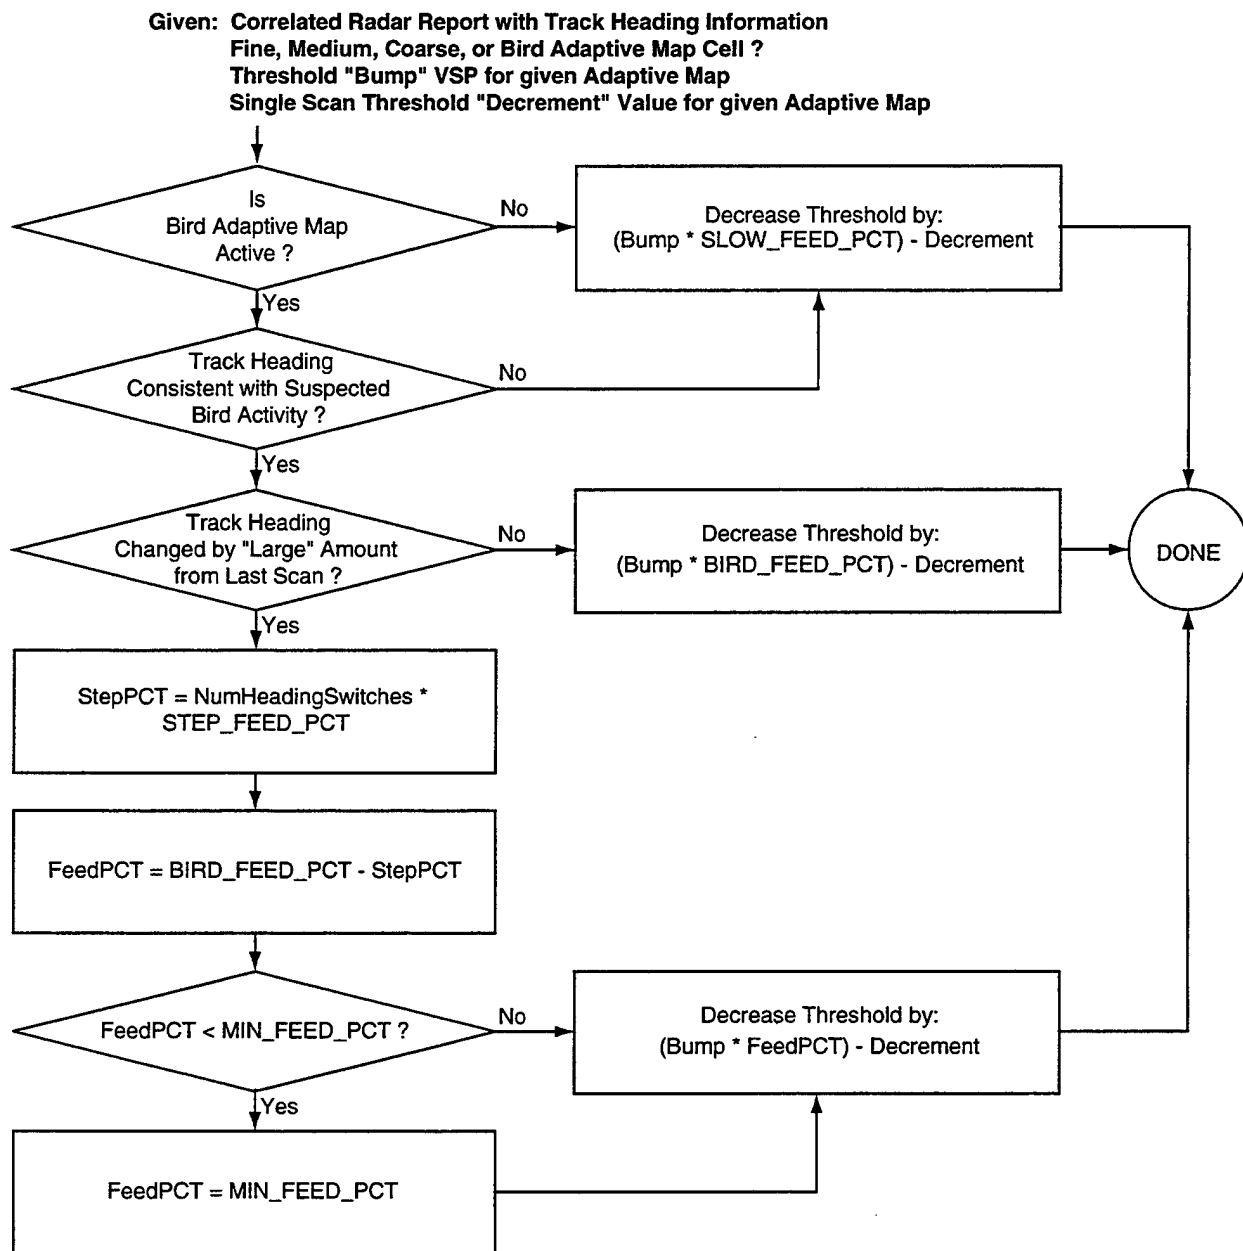 Given: Correlated Radar Report with Track Heading Information
Fine, Medium, Coarse, or Bird Adaptive Map Cell ?
Threshold "Bump" VSP for given Adaptive Map
Single Scan Threshold "Decrement" Value for given Adaptive Map
Is
Bird Adaptive Map
Active ?
No
Decrease Threshold by:
(Bump * SLOW_FEED_PCT) - Decrement
Yes
Track Heading
Consistent with Suspected
Bird Activity ?
No
Yes
Track Heading
Changed by "Large" Amount
from Last Scan ?
No
Decrease Threshold by:
(Bump * BIRD_FEED_PCT) - Decrement
DONE
Yes
StepPCT = NumHeadingSwitches *
STEP_FEED_PCT
FeedPCT = BIRD_FEED_PCT - StepPCT
FeedPCT < MIN_FEED_PCT ?
No
Decrease Threshold by:
(Bump * FeedPCT) - Decrement
Yes
FeedPCT = MIN_FEED_PCT